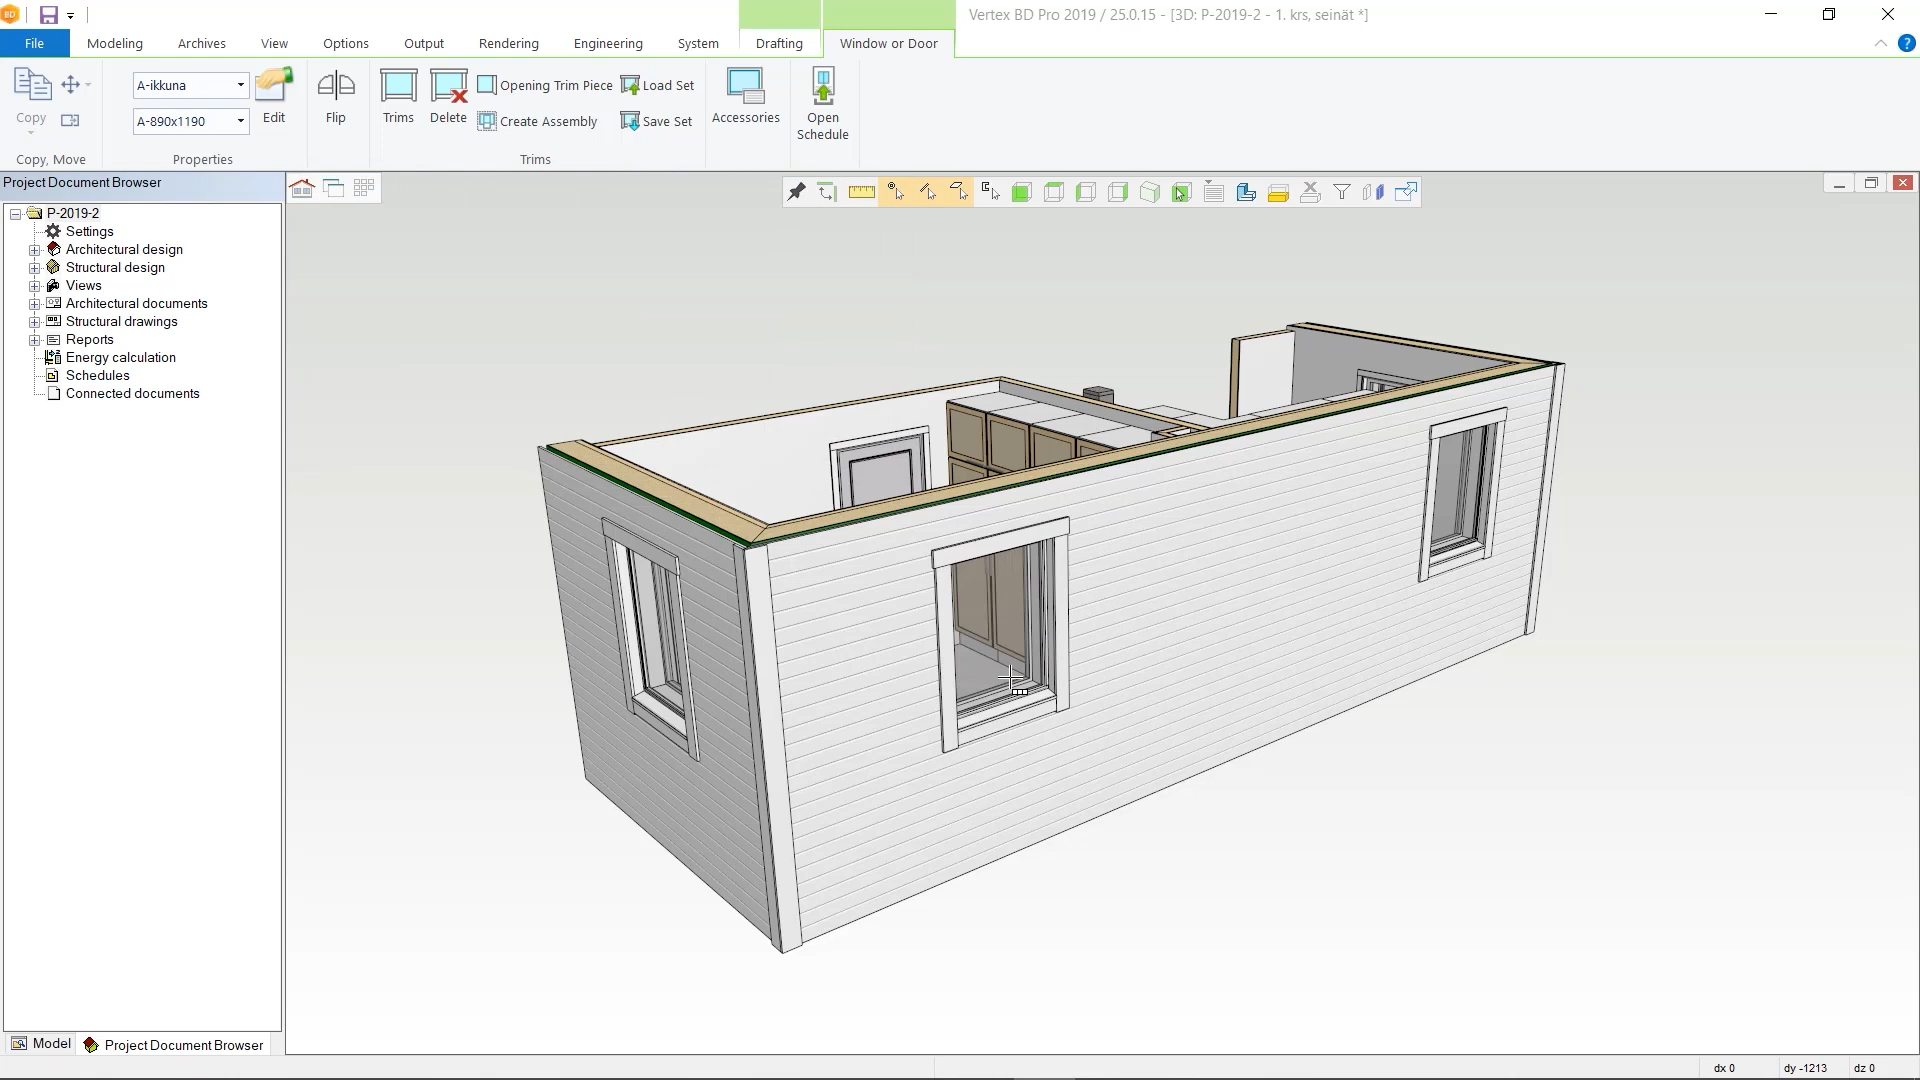 BD
Vertex BD Pro 2019 / 25.0.15 - [3D: P-2019-2 - 1. krs, seinät *]
File
Modeling
Archives
View
Options
Output
Rendering
Engineering
System
Drafting
Window or Door
?
Copy
A-ikkuna
A-890x1190
Edit
Flip
Trims
Delete
Opening Trim Piece
Create Assembly
Load Set
Save Set
Accessories
Open
Schedule
Copy, Move
Properties
Trims
Project Document Browser
P-2019-2
Settings
Architectural design
Structural design
Views
Architectural documents
Structural drawings
Reports
Energy calculation
Schedules
Connected documents
Model
Project Document Browser
dx 0
dy -1213
dz 0